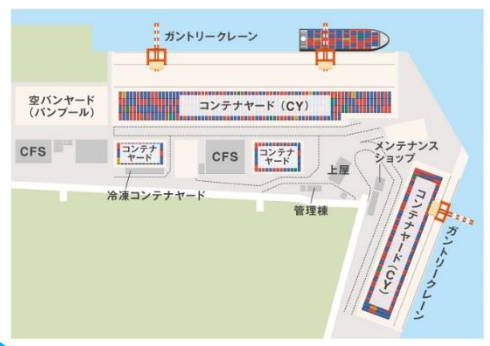 ガントリークレーン
空バンヤード
(バンプール)
コンテナヤード(CY)
CFS
コンテナ
ヤード
CFS
コンテナ
ヤード
メンテナンス
ショップ
上屋
冷凍コンテナヤード
管理棟
コンテナヤード(CY)
ガントリークレーン